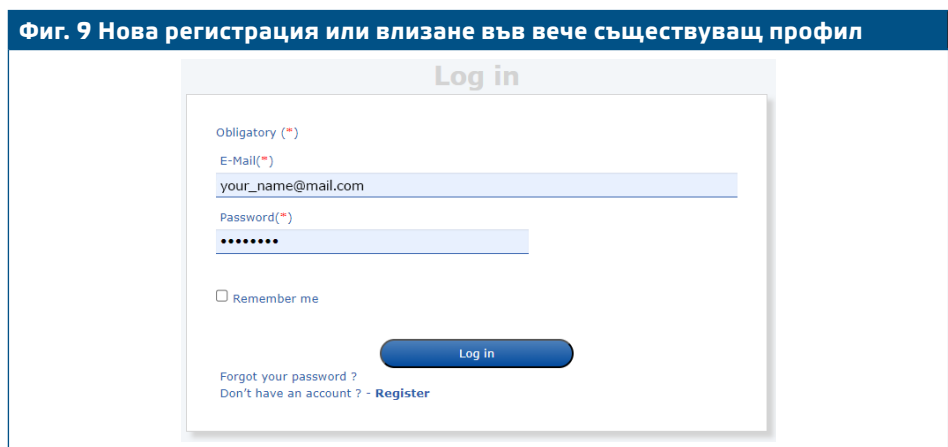 Фиг. 9 Нова регистрация или влизане във вече съществуващ профил
Log in
Obligatory (*)
E-Mail(*)
your_name@mail.com
Password(*)
••••••••
Remember me
Log in
Forgot your password ?
Don't have an account ? - Register